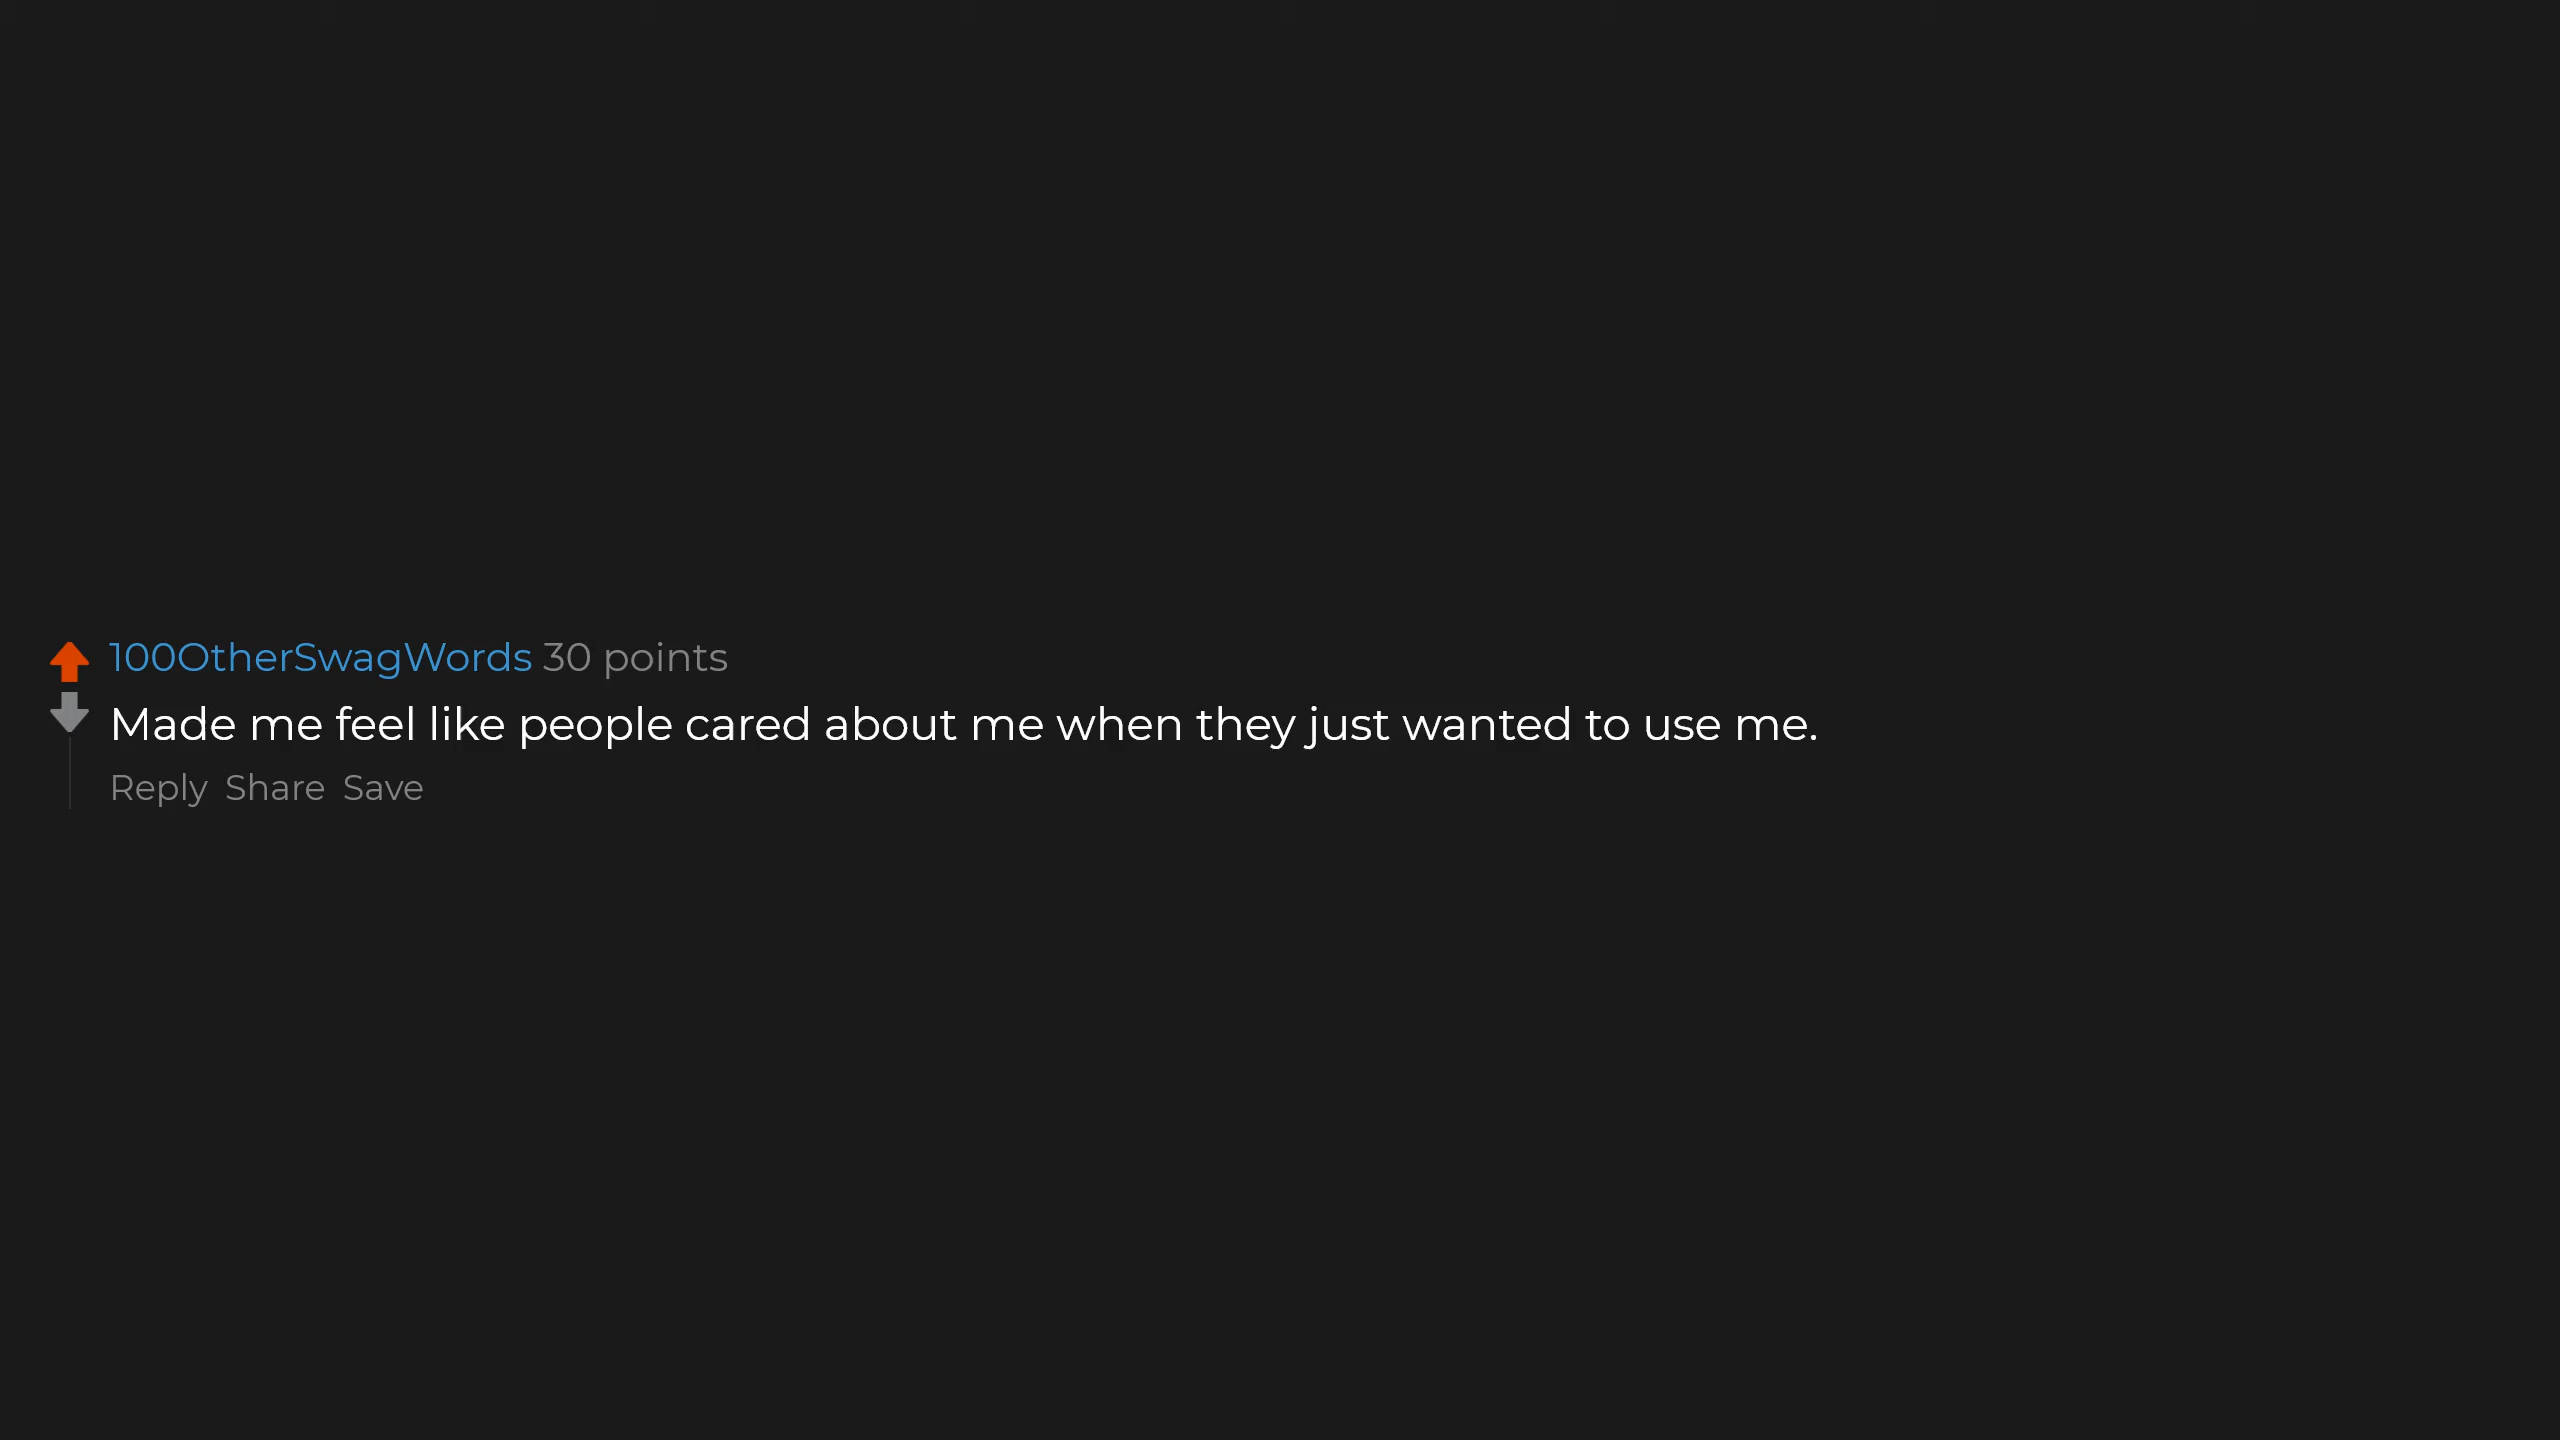 100OtherSwagWords 30 points
Made me feel like people cared about me when they just wanted to use me.
Reply Share Save